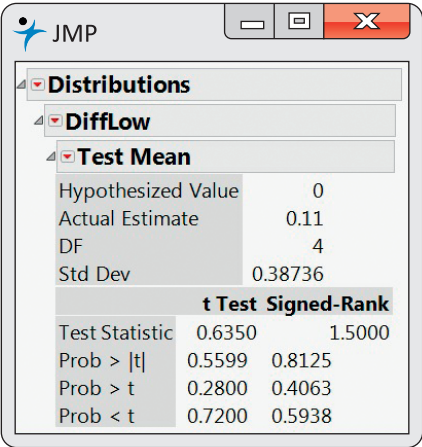 JMP
Distributions
DiffLow
Test Mean
Hypothesized Value 0
Actual Estimate 0.11
DF 4
Std Dev 0.38736
t Test Signed-Rank
Test Statistic 0.6350 1.5000
Prob > |t| 0.5599 0.8125
Prob > t 0.2800 0.4063
Prob < t 0.7200 0.5938